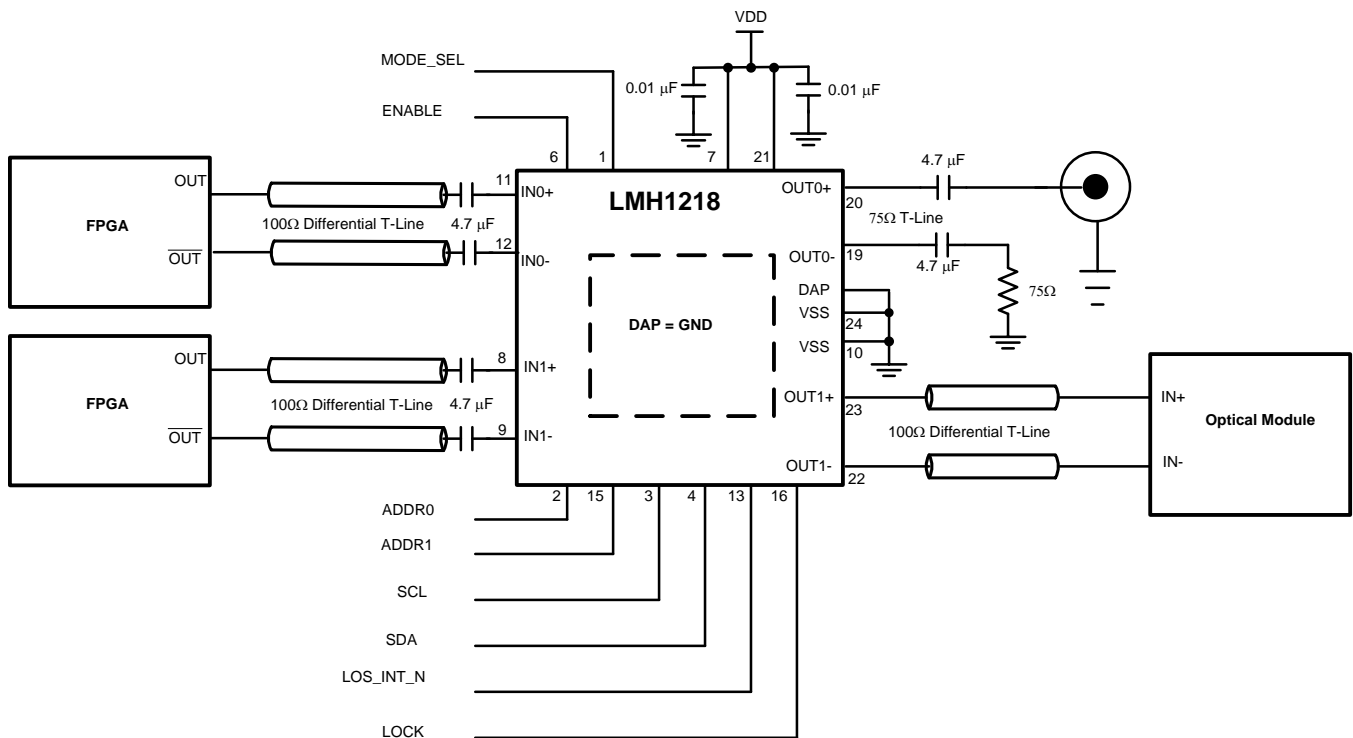 VDD
MODE_SEL
0.01 µF
0.01 µF
ENABLE
6
1
7
21
4.7 µF
OUT
11
IN0+
OUT0+
20
LMH1218
FPGA
100Ω Differential T-Line
4.7 µF
75Ω T-Line
OUT
12
IN0-
OUT0-
19
4.7 µF
DAP
75Ω
VSS
24
DAP = GND
VSS
10
OUT
8
IN1+
OUT1+
23
IN+
FPGA
100Ω Differential T-Line
4.7 µF
100Ω Differential T-Line
Optical Module
OUT
9
IN1-
OUT1-
22
IN-
2
15
3
4
13
16
ADDR0
ADDR1
SCL
SDA
LOS_INT_N
LOCK